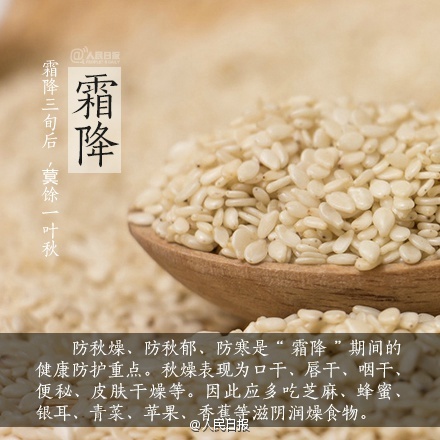 @人民日报
霜降
霜降三旬后，蓂馀一叶秋
防秋燥、防秋郁、防寒是“霜降”期间的
健康防护重点。秋燥表现为口干、唇干、咽干、
便秘、皮肤干燥等。因此应多吃芝麻、蜂蜜、
银耳、青菜、苹果、香蕉等滋阴润燥食物。
@人民日报